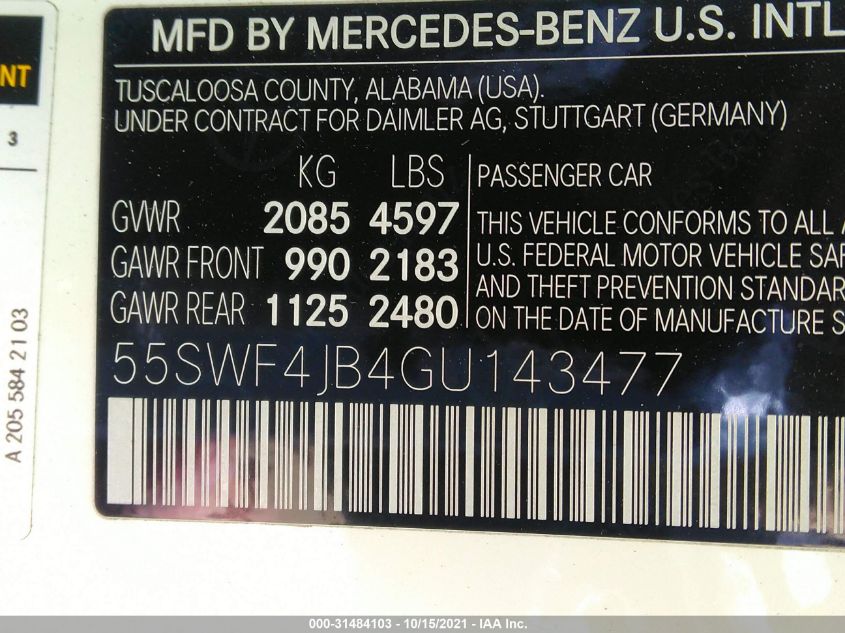 NT
3
A 205 584 21 03
MFD BY MERCEDES-BENZ U.S. INTL
TUSCALOOSA COUNTY, ALABAMA (USA).
UNDER CONTRACT FOR DAIMLER AG, STUTTGART (GERMANY)
KG LBS
GVWR 2085 4597
GAWR FRONT 990 2183
GAWR REAR 1125 2480
PASSENGER CAR
THIS VEHICLE CONFORMS TO ALL A
U.S. FEDERAL MOTOR VEHICLE SAF
AND THEFT PREVENTION STANDAR
ON THE DATE OF MANUFACTURE S
55SWF4JB4GU143477
000-31484103 - 10/15/2021 - IAA Inc.